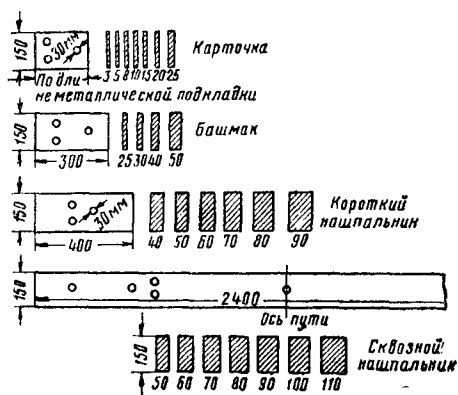 150
30мм
Карточка
3 5 8 10 15 20 25
По дли
не металлической подкладки
150
Башмак
300
25 30 40 50
150
30мм
Короткий
нашпальник
400
40 50 60 70 80 90
150
2400
Ось пути
150
Сквозной
нашпальник
50 60 70 80 90 100 110